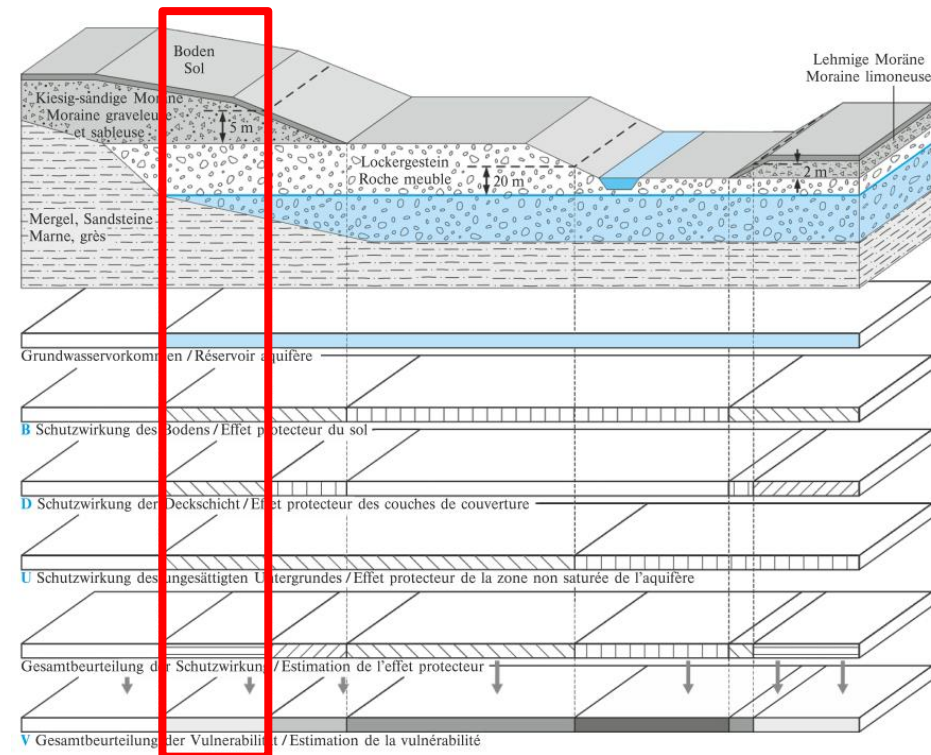 Boden
Sol
Lehmige Moräne
Moraine limoneuse
Kiesig-sandige Moräne
Moraine graveleuse
et sableuse
5 m
Lockergestein
Roche meuble
20 m
2 m
Mergel, Sandsteine
Marne, grès
Grundwasservorkommen / Réservoir aquifère
B Schutzwirkung des Bodens / Effet protecteur du sol
D Schutzwirkung der Deckschicht / Effet protecteur des couches de couverture
U Schutzwirkung des ungesättigten Untergrundes / Effet protecteur de la zone non saturée de l'aquifère
Gesamtbeurteilung der Schutzwirkung / Estimation de l'effet protecteur
V Gesamtbeurteilung der Vulnerabilität / Estimation de la vulnérabilité